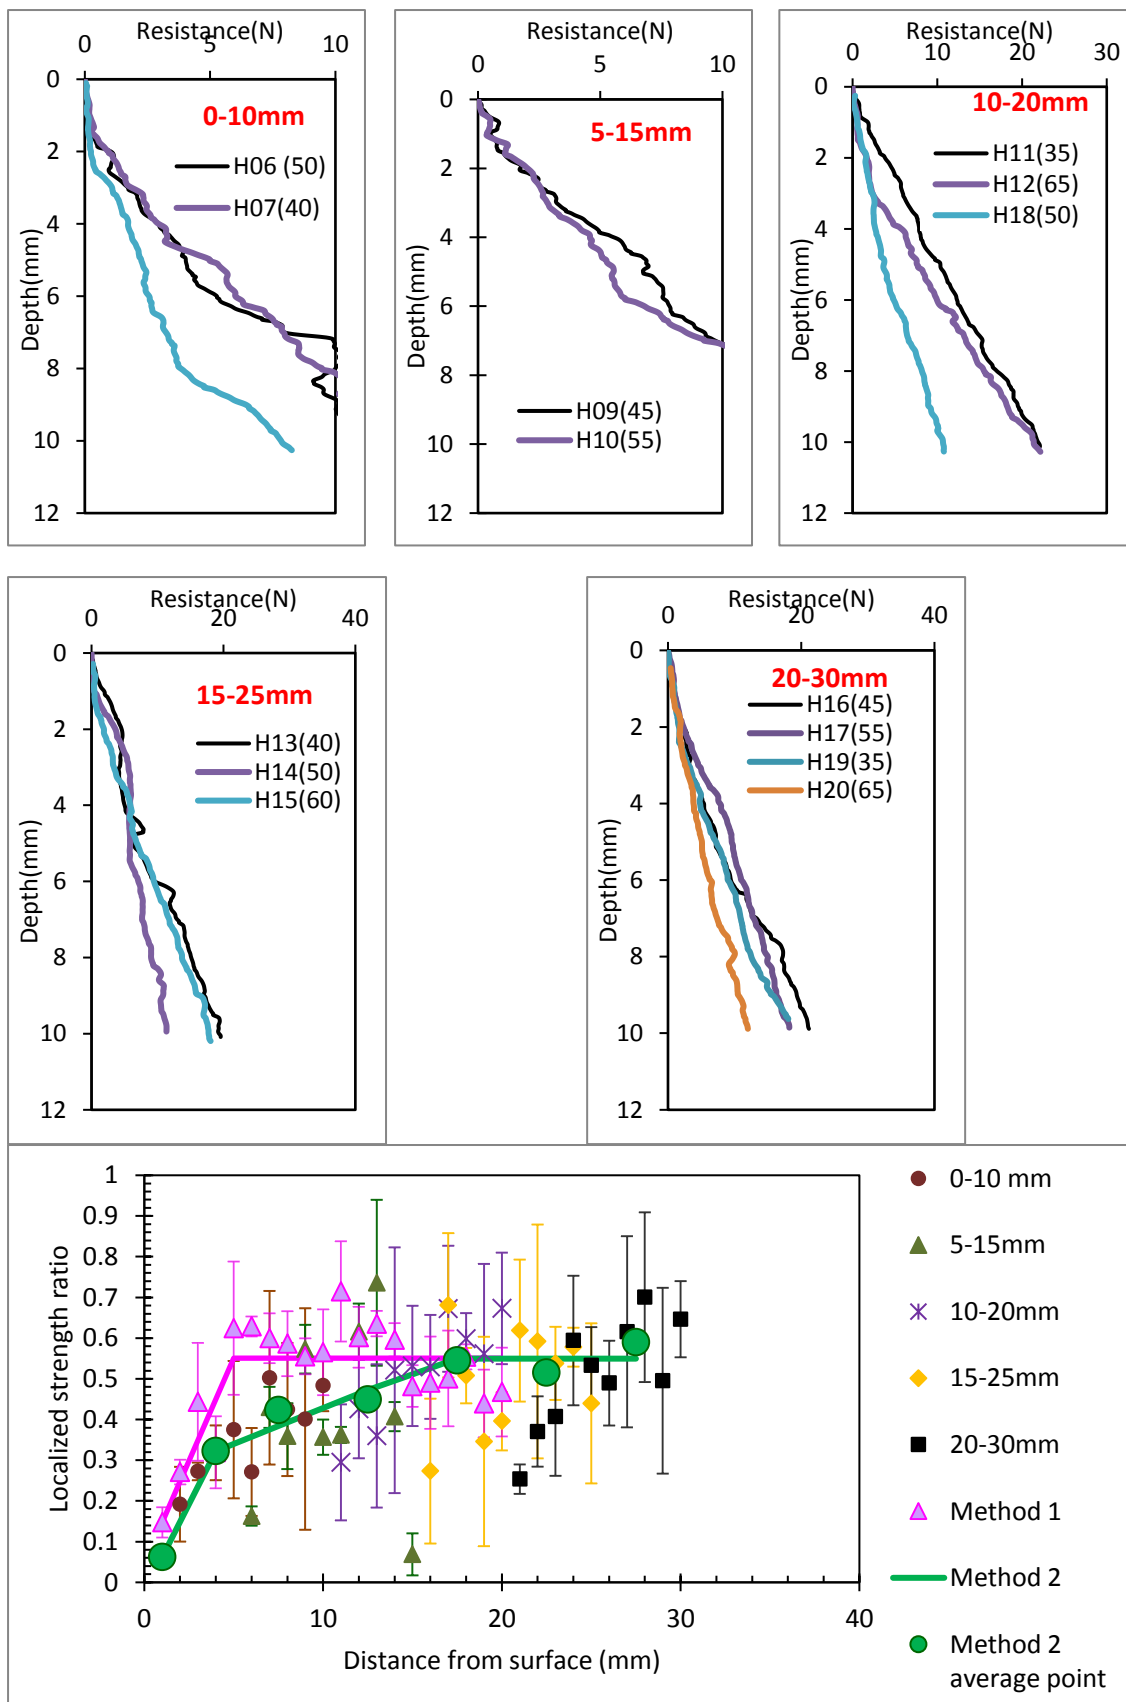 Resistance(N)
0 5 10
0
2
4
6
8
10
12
Depth(mm)
0-10mm
H06 (50)
H07(40)
Resistance(N)
0 5 10
0
2
4
6
8
10
12
Depth(mm)
5-15mm
H09(45)
H10(55)
Resistance(N)
0 10 20 30
0
2
4
6
8
10
12
Depth(mm)
10-20mm
H11(35)
H12(65)
H18(50)
Resistance(N)
0 20 40
0
2
4
6
8
10
12
Depth(mm)
15-25mm
H13(40)
H14(50)
H15(60)
Resistance(N)
0 20 40
0
2
4
6
8
10
12
Depth(mm)
20-30mm
H16(45)
H17(55)
H19(35)
H20(65)
1
0.9
0.8
0.7
0.6
0.5
0.4
0.3
0.2
0.1
0
Localized strength ratio
0 10 20 30 40
Distance from surface (mm)
0-10 mm
5-15mm
10-20mm
15-25mm
20-30mm
Method 1
Method 2
Method 2
average point